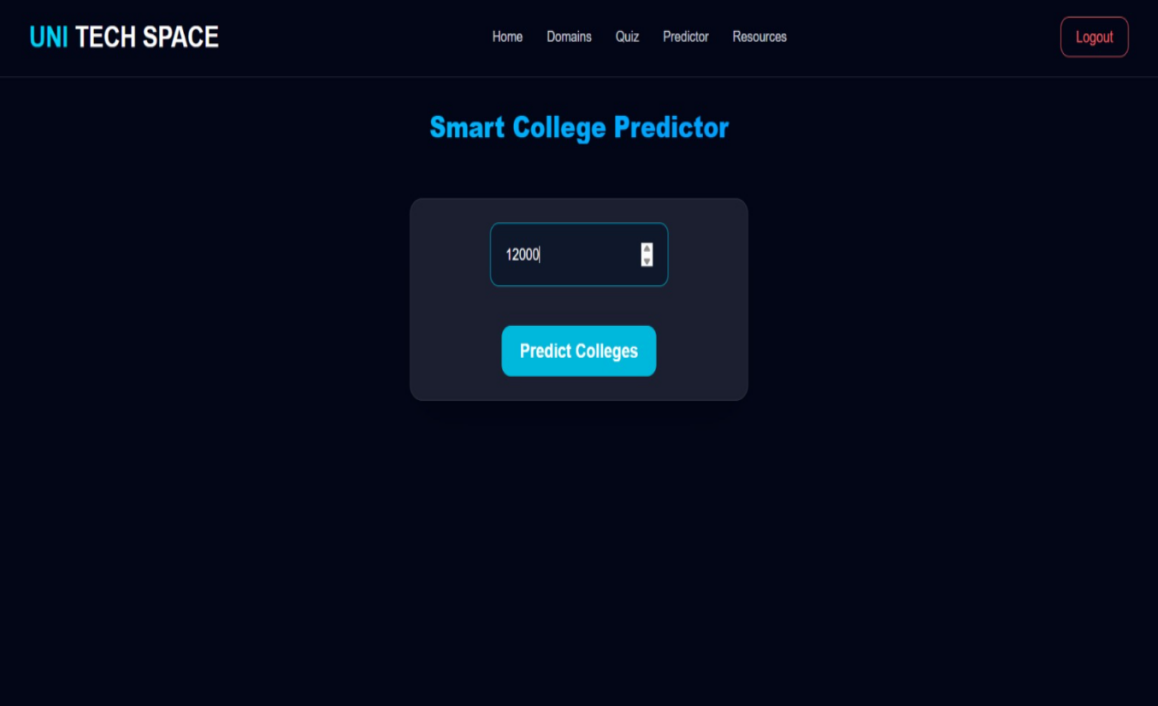 UNI TECH SPACE
Home Domains Quiz Predictor Resources
Logout
Smart College Predictor
12000
Predict Colleges